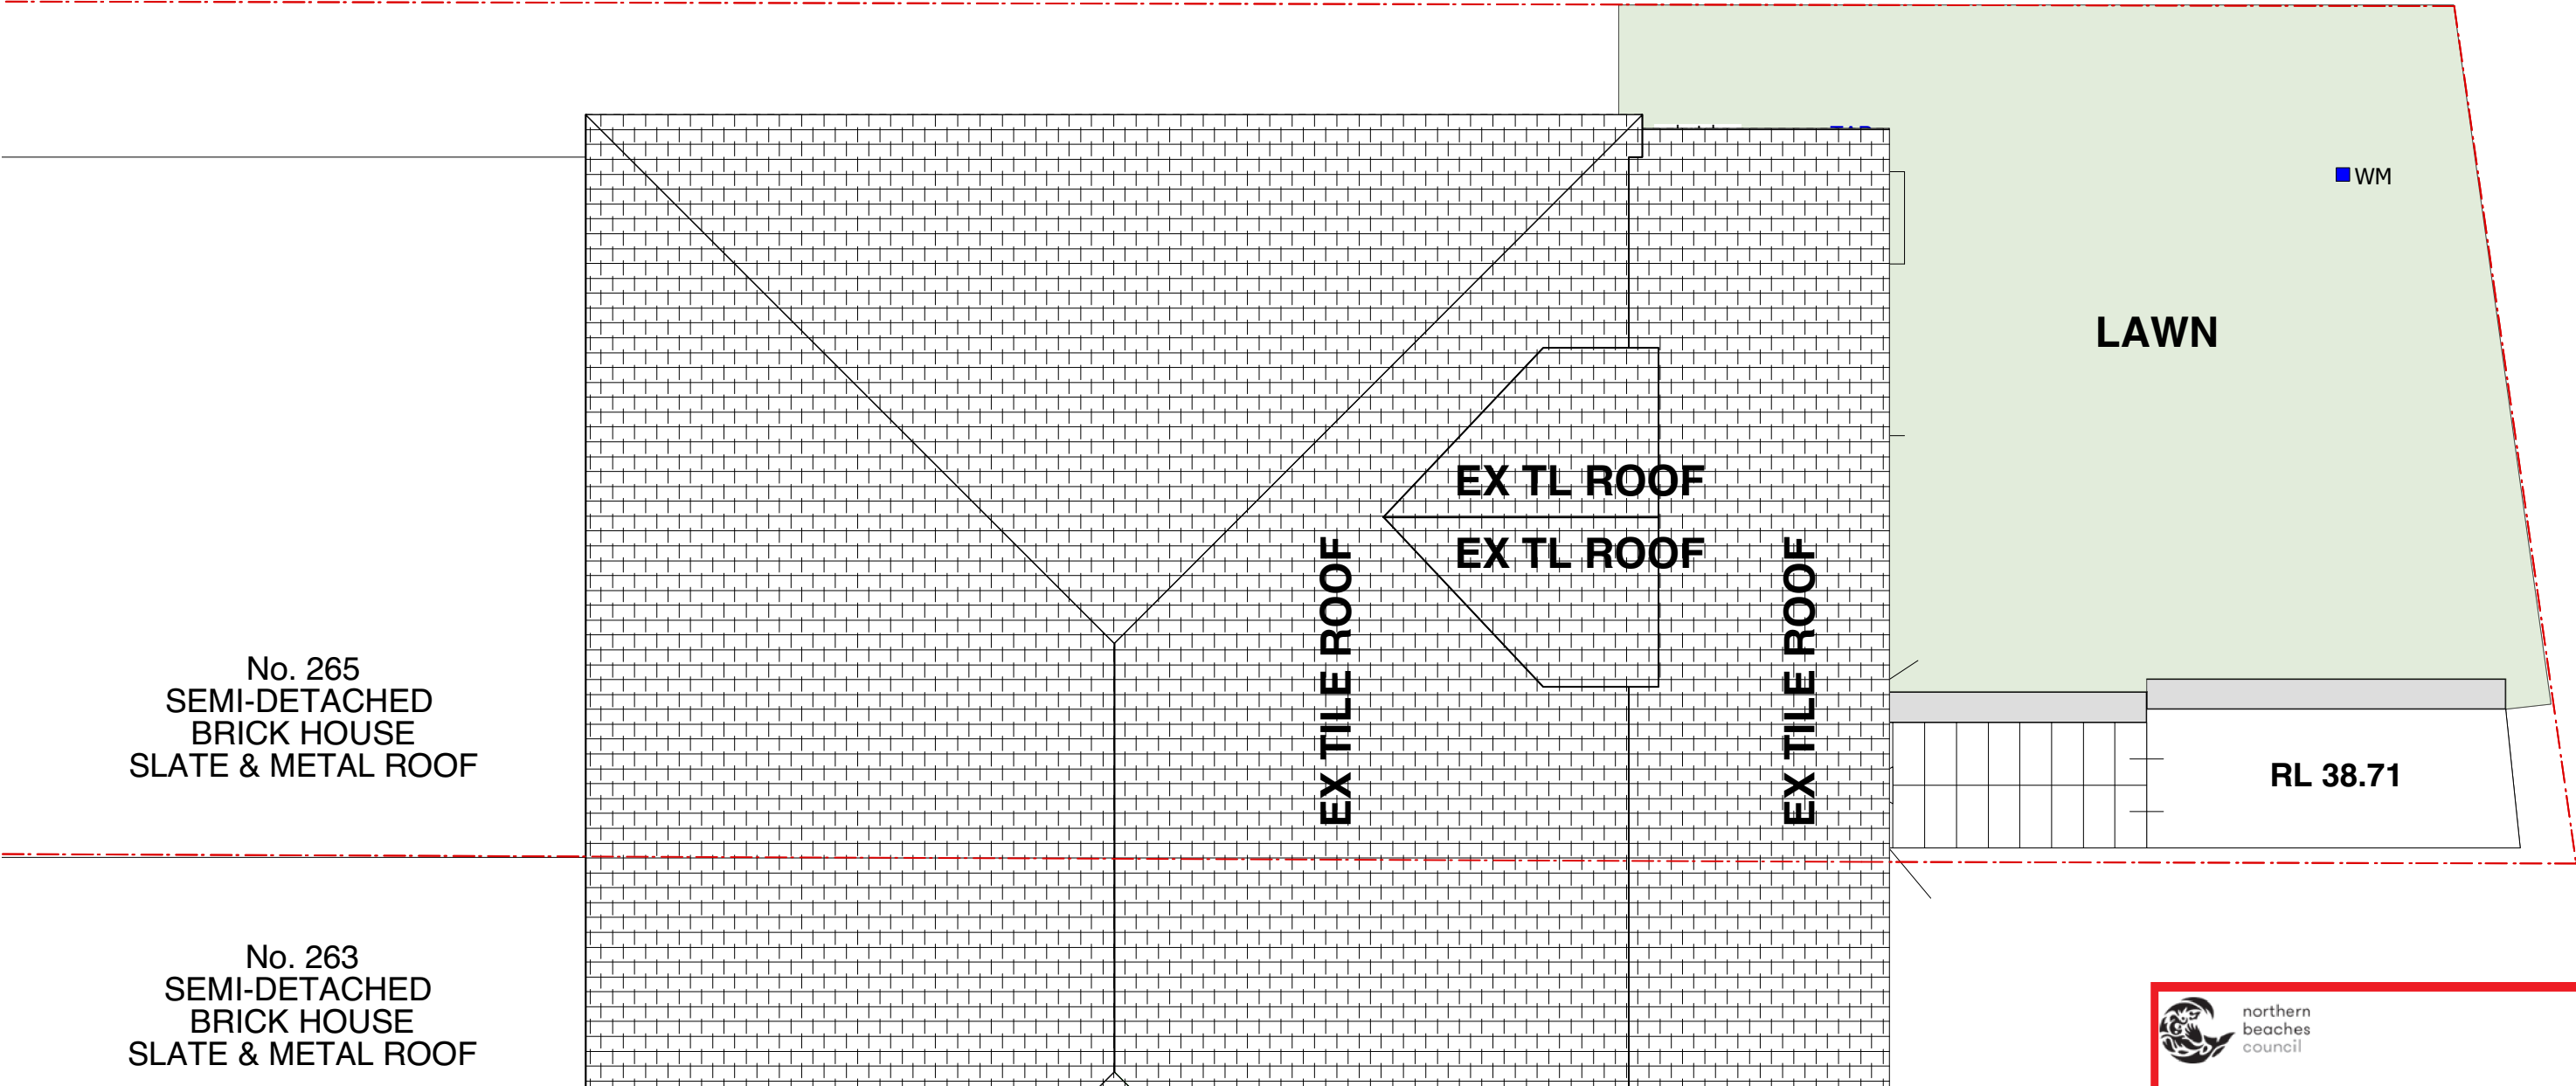 WM
LAWN
EX TL ROOF
EX TL ROOF
EX TILE ROOF
EX TILE ROOF
No. 265
SEMI-DETACHED
BRICK HOUSE
SLATE & METAL ROOF
RL 38.71
No. 263
SEMI-DETACHED
BRICK HOUSE
SLATE & METAL ROOF
northern
beaches
council